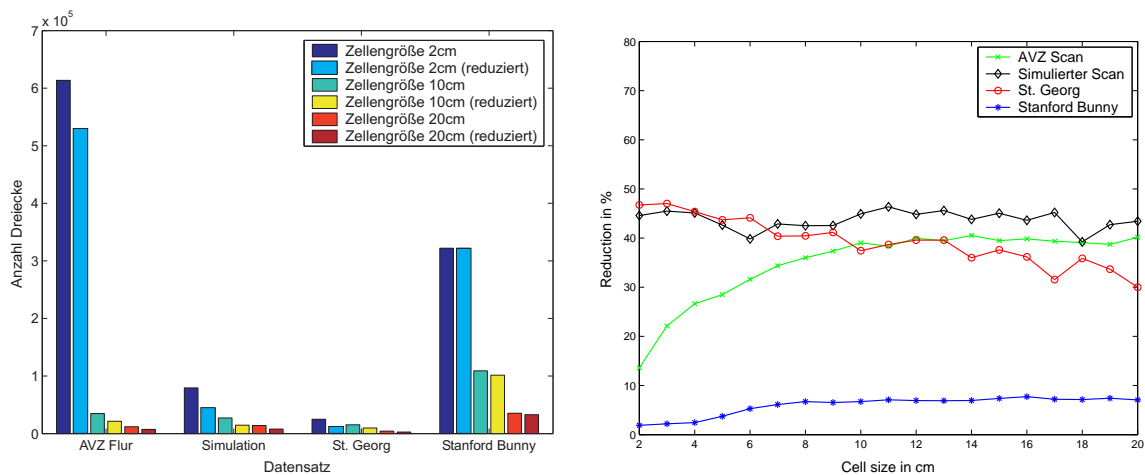 x 10^5
7
6
5
4
3
2
1
0
Anzahl Dreiecke
Zellengröße 2cm
Zellengröße 2cm (reduziert)
Zellengröße 10cm
Zellengröße 10cm (reduziert)
Zellengröße 20cm
Zellengröße 20cm (reduziert)
AVZ Flur Simulation St. Georg Stanford Bunny
Datensatz
80
70
60
50
40
30
20
10
0
Reduction in %
AVZ Scan
Simulierter Scan
St. Georg
Stanford Bunny
2 4 6 8 10 12 14 16 18 20
Cell size in cm